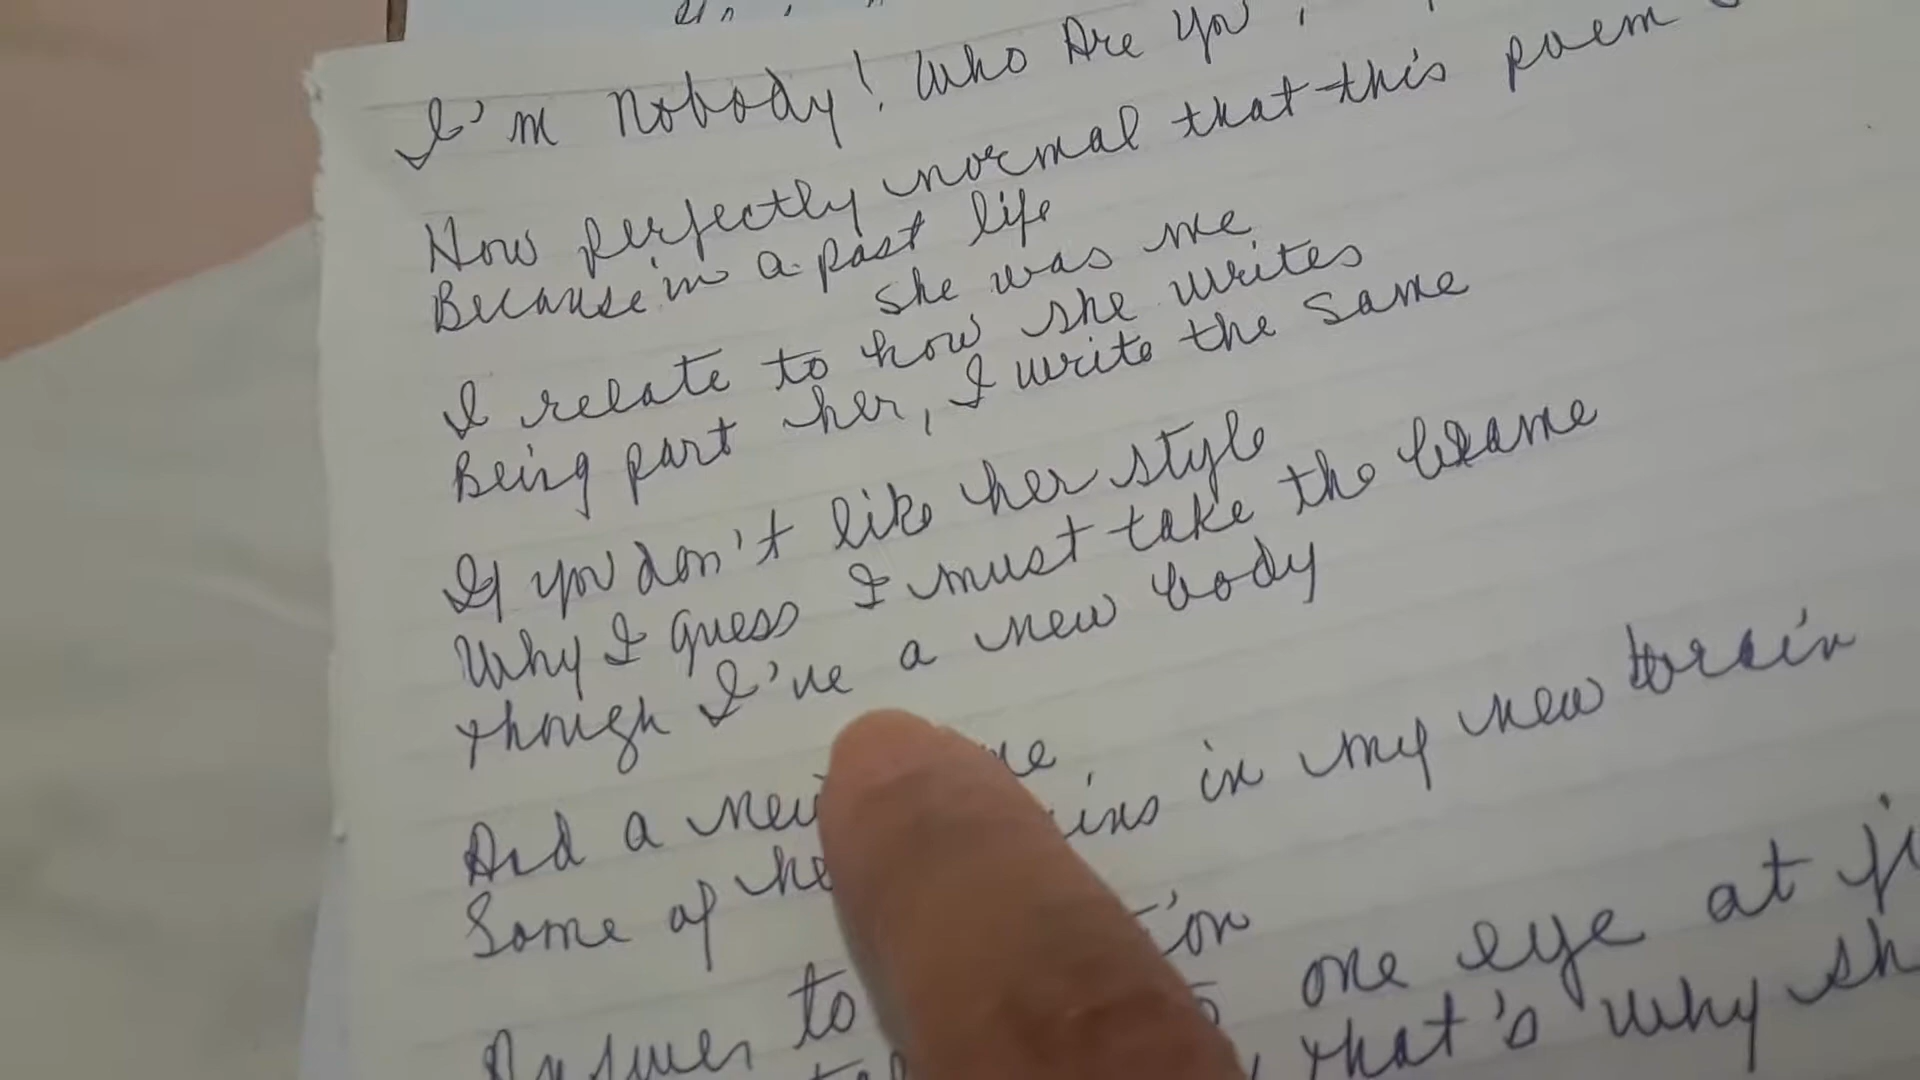 I'm Nobody! Who Are You
How perfectly normal that this poem
Because in a past life
she was me
I relate to how she writes
Being part her, I write the same
If you don't like her style
Why I guess I must take the blame
though I've a new body
And a
Some of in my new brain
Answer to
one eye at
that's why